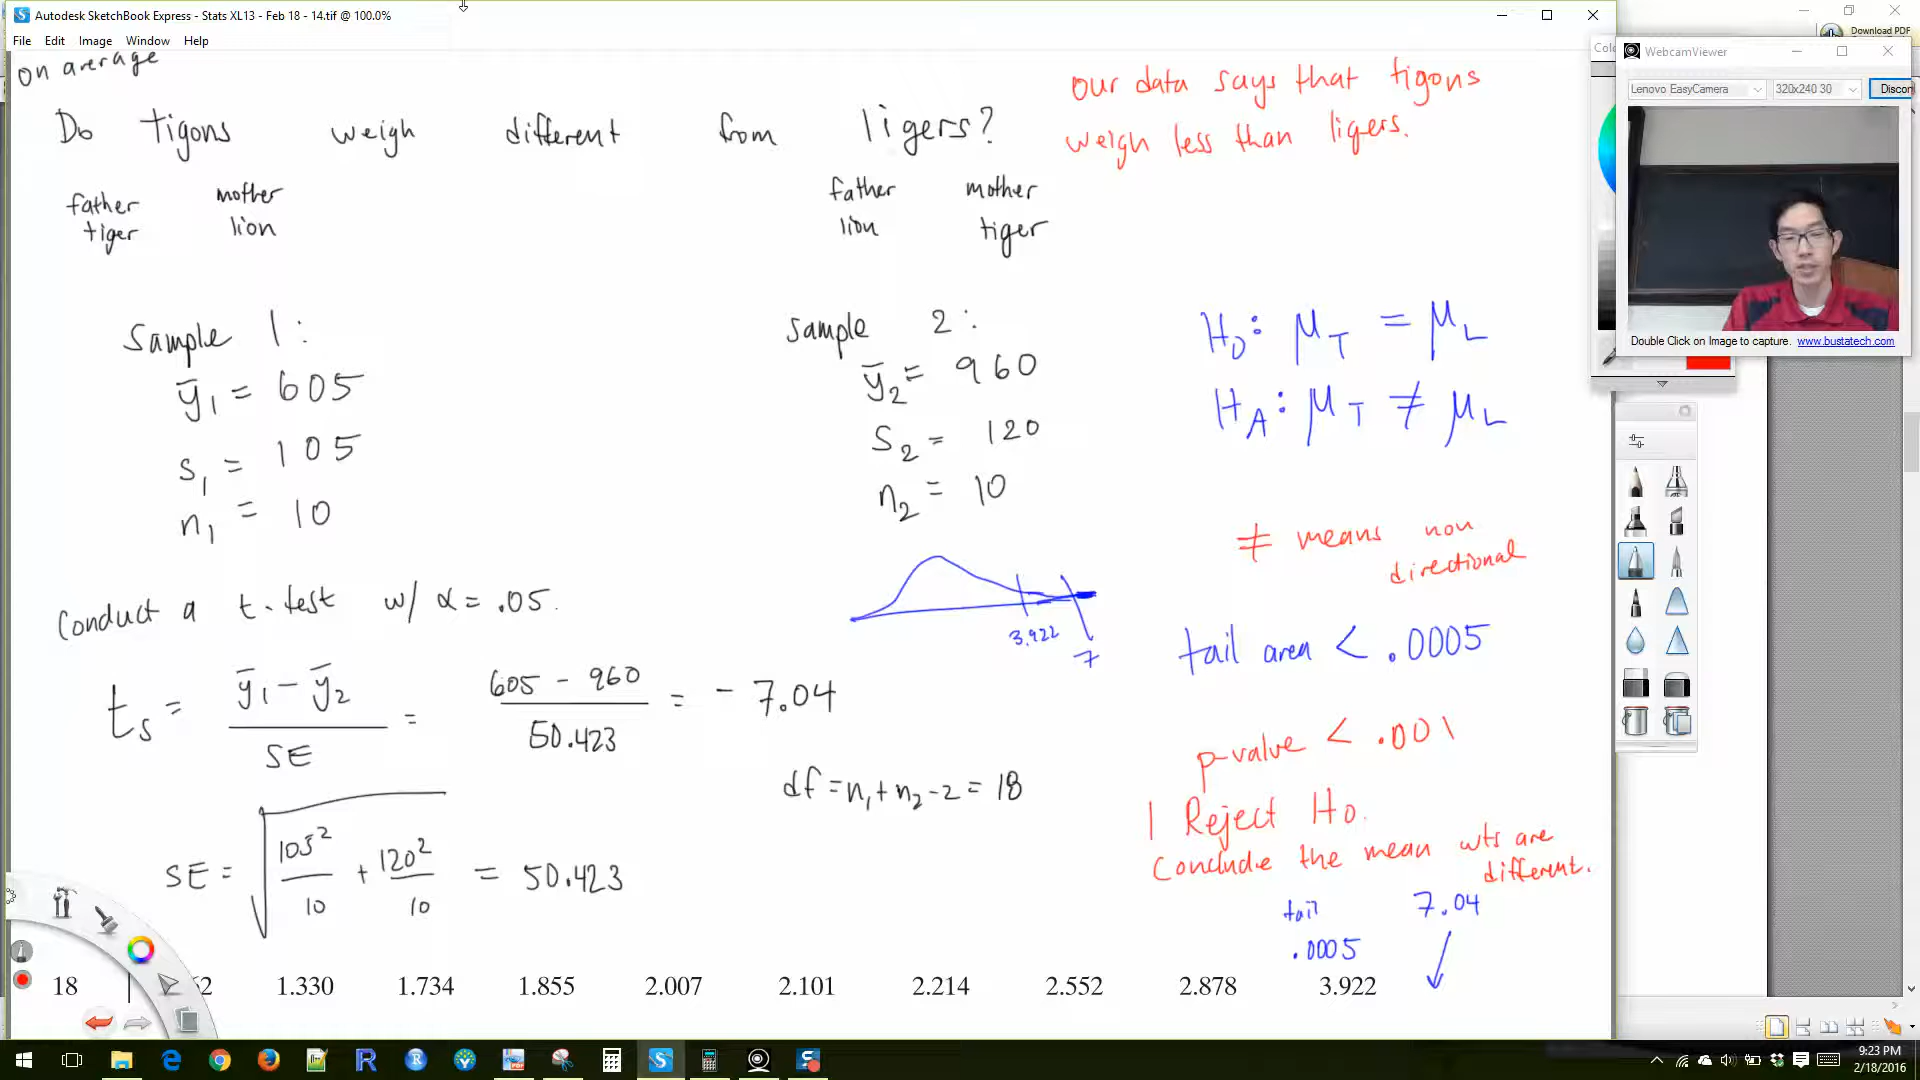 Autodesk SketchBook Express - Stats XL13 - Feb 18 - 14.tif @ 100.0%
File Edit Image Window Help
Download PDF
WebcamViewer
Lenovo EasyCamera 320x240 30 Discon
Double Click on Image to capture. www.bustatech.com
on average
Do tigons weigh different from ligers?
father tiger
mother lion
father lion
mother tiger
our data says that tigons
weigh less than ligers.
Sample 1:
ȳ₁ = 605
s₁ = 105
n₁ = 10
Sample 2:
ȳ₂ = 960
s₂ = 120
n₂ = 10
H₀: μ_T = μ_L
H_A: μ_T ≠ μ_L
≠ means non
directional
3.922
7
Conduct a t-test w/ α = .05.
t_s = (ȳ₁ - ȳ₂)/SE = (605 - 960)/50.423 = - 7.04
df = n₁ + n₂ - 2 = 18
SE = √(105²/10 + 120²/10) = 50.423
tail area < .0005
p-value < .001
I Reject H₀.
Conclude the mean wts are
different.
tail 7.04
.0005
18 1.330 1.734 1.855 2.007 2.101 2.214 2.552 2.878 3.922
9:23 PM
2/18/2016